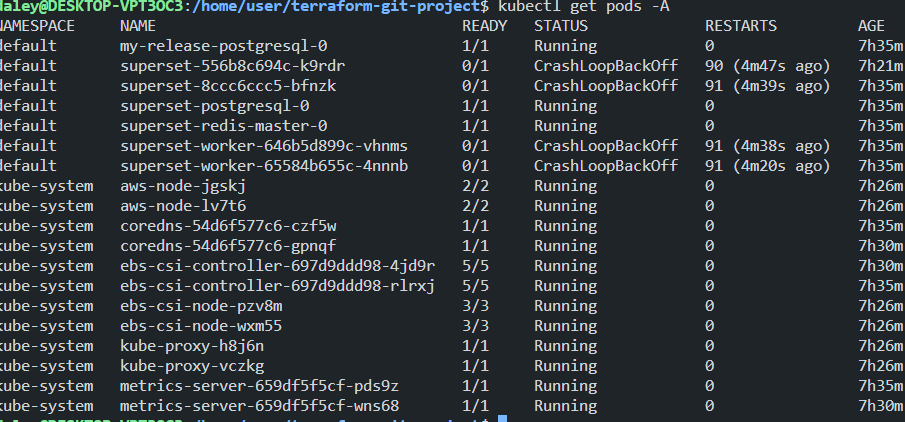 daley@DESKTOP-VPT3OC3:/home/user/terraform-git-project$ kubectl get pods -A
NAMESPACE NAME READY STATUS RESTARTS AGE
default my-release-postgresql-0 1/1 Running 0 7h35m
default superset-556b8c694c-k9rdr 0/1 CrashLoopBackOff 90 (4m47s ago) 7h21m
default superset-8ccc6ccc5-bfnzk 0/1 CrashLoopBackOff 91 (4m39s ago) 7h35m
default superset-postgresql-0 1/1 Running 0 7h35m
default superset-redis-master-0 1/1 Running 0 7h35m
default superset-worker-646b5d899c-vhnms 0/1 CrashLoopBackOff 91 (4m38s ago) 7h35m
default superset-worker-65584b655c-4nnnb 0/1 CrashLoopBackOff 91 (4m20s ago) 7h35m
kube-system aws-node-jgskj 2/2 Running 0 7h26m
kube-system aws-node-lv7t6 2/2 Running 0 7h26m
kube-system coredns-54d6f577c6-czf5w 1/1 Running 0 7h35m
kube-system coredns-54d6f577c6-gpnqf 1/1 Running 0 7h30m
kube-system ebs-csi-controller-697d9ddd98-4jd9r 5/5 Running 0 7h30m
kube-system ebs-csi-controller-697d9ddd98-rlrxj 5/5 Running 0 7h35m
kube-system ebs-csi-node-pzv8m 3/3 Running 0 7h26m
kube-system ebs-csi-node-wxm55 3/3 Running 0 7h26m
kube-system kube-proxy-h8j6n 1/1 Running 0 7h26m
kube-system kube-proxy-vczkg 1/1 Running 0 7h26m
kube-system metrics-server-659df5f5cf-pds9z 1/1 Running 0 7h35m
kube-system metrics-server-659df5f5cf-wns68 1/1 Running 0 7h30m